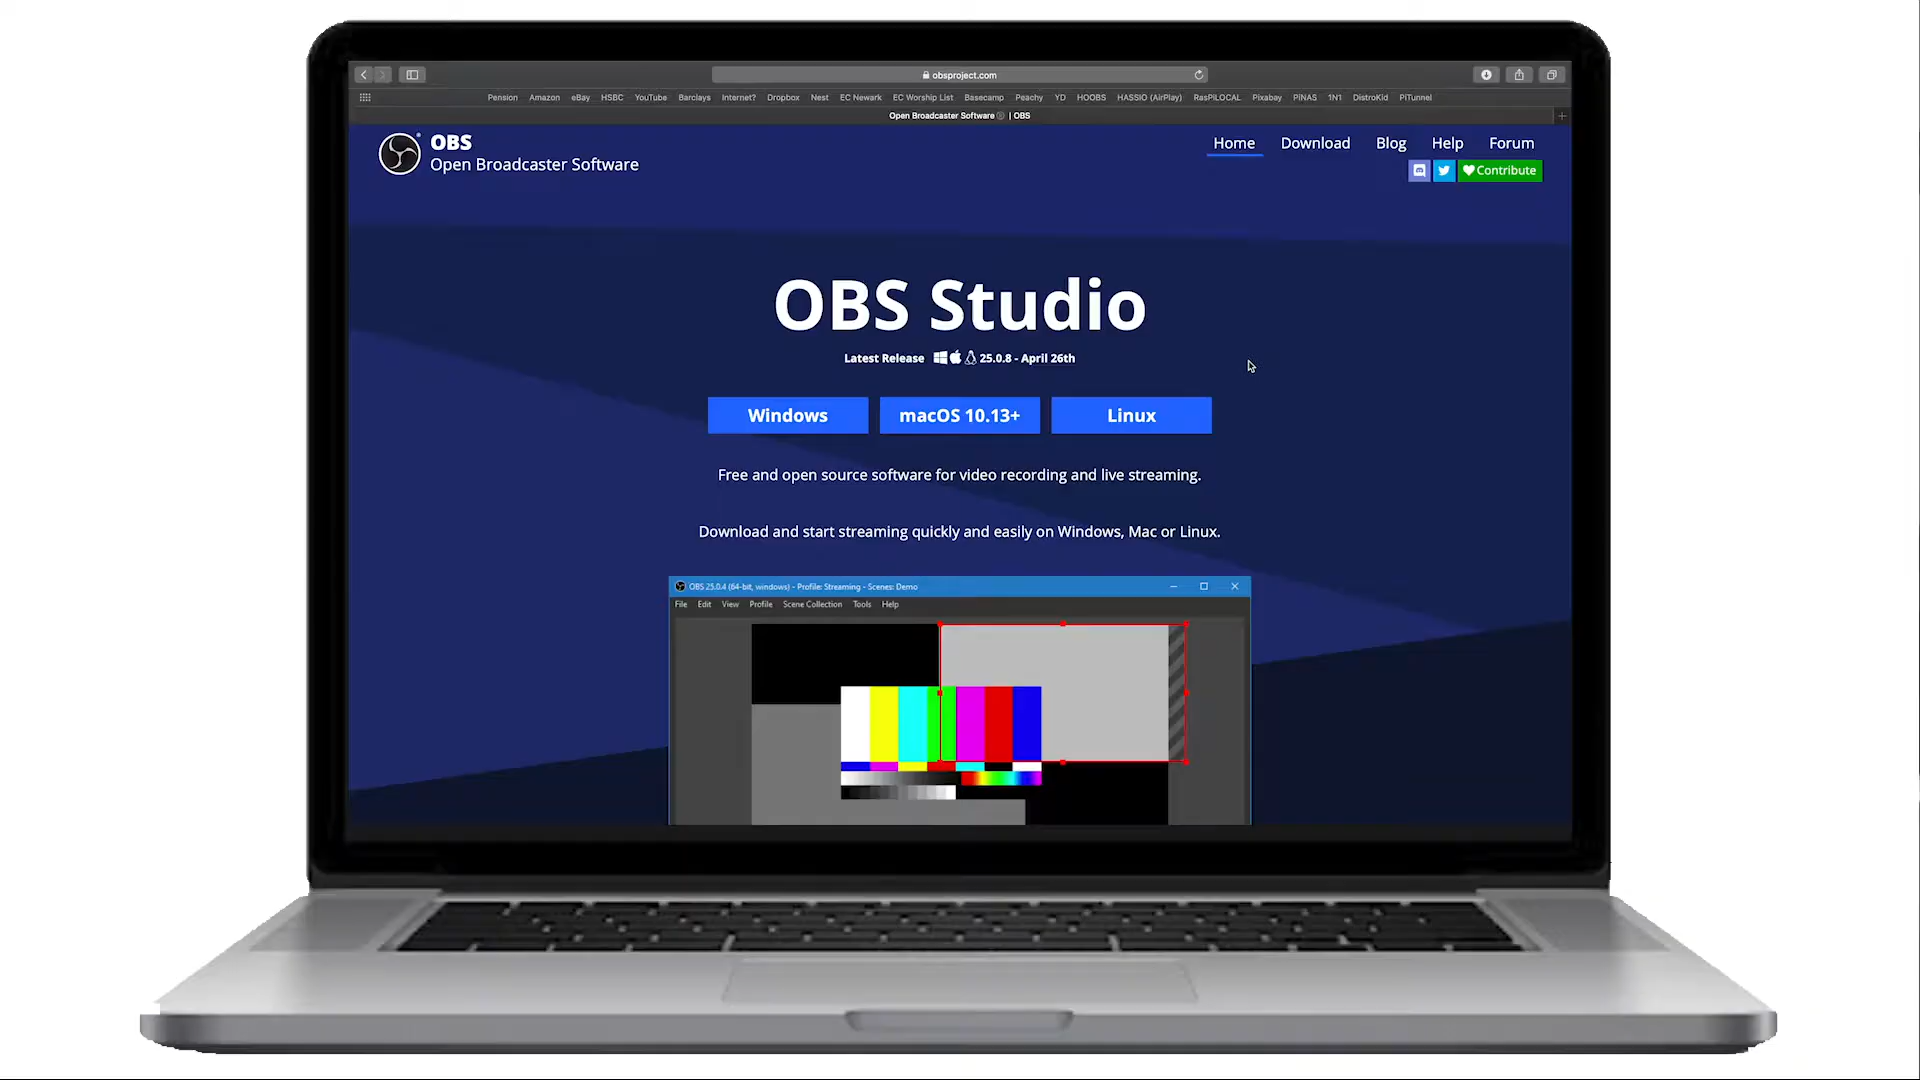 obsproject.com
Pension Amazon eBay HSBC YouTube Barclays Internet? Dropbox Nest EC Newark EC Worship List Basecamp Peachy YD HOOBS HASSIO (AirPlay) RasPiLOCAL Pixabay PiNAS 1N1 DistroKid PiTunnel
Open Broadcaster Software | OBS
OBS
Open Broadcaster Software
Home Download Blog Help Forum
Contribute
OBS Studio
Latest Release 25.0.8 - April 26th
Windows macOS 10.13+ Linux
Free and open source software for video recording and live streaming.
Download and start streaming quickly and easily on Windows, Mac or Linux.
OBS 25.0.4 (64-bit, windows) - Profile: Streaming - Scenes: Demo
File Edit View Profile Scene Collection Tools Help